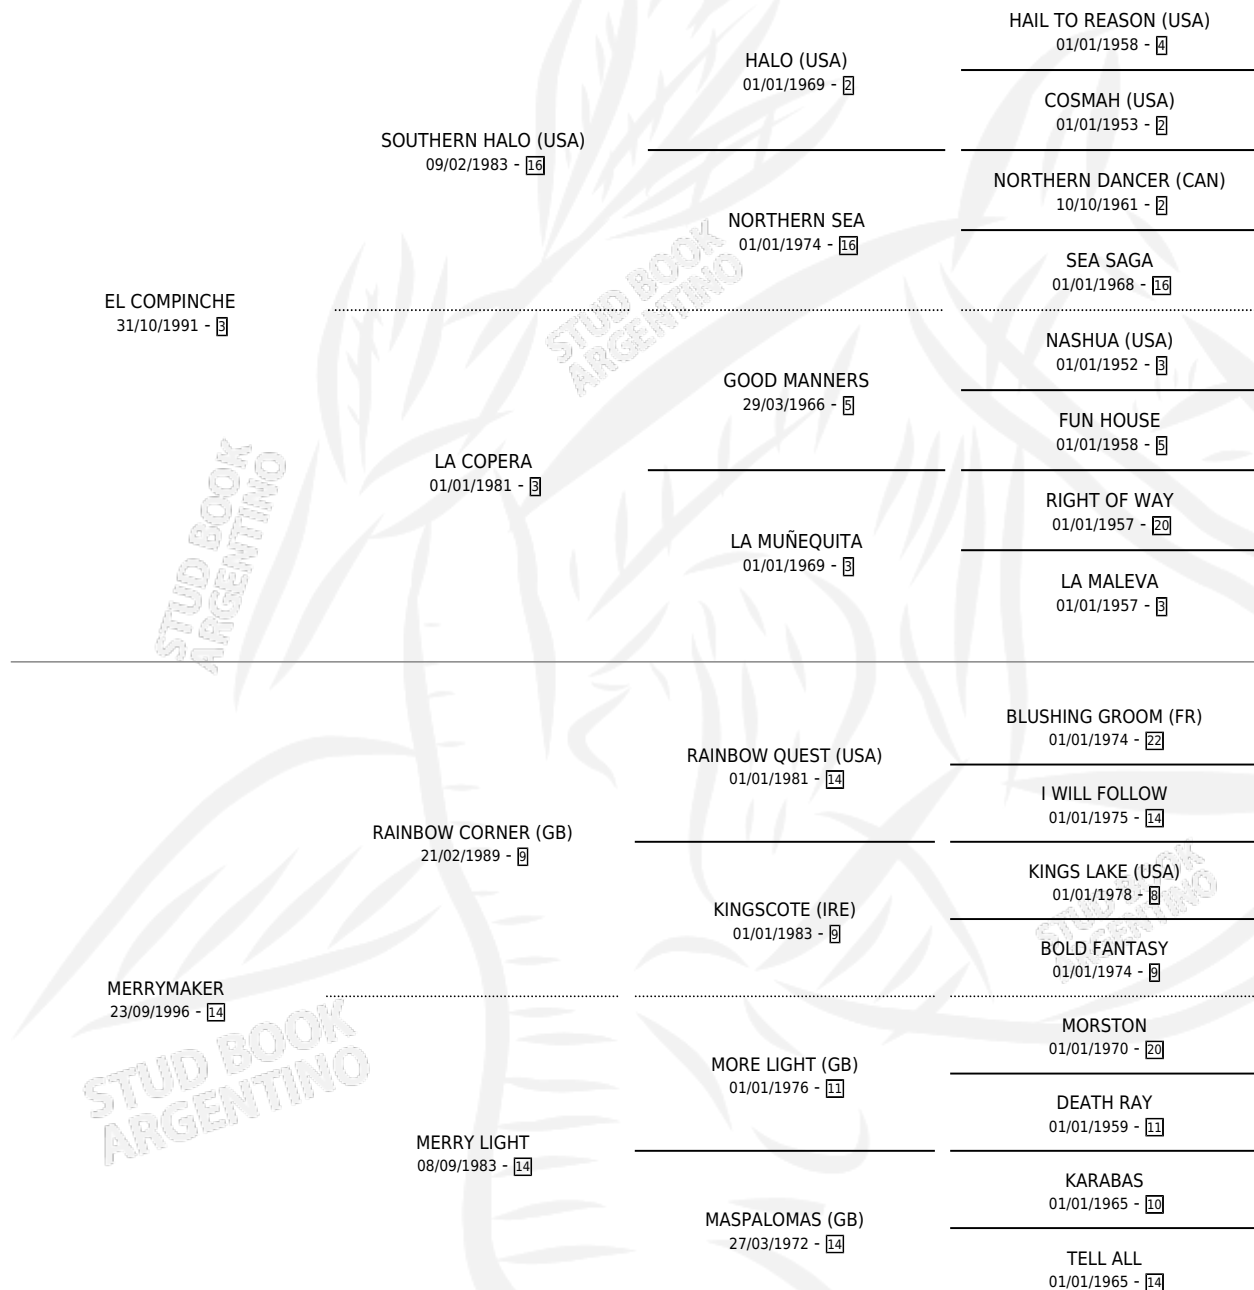 HAIL TO REASON (USA)
01/01/1958 - 4
HALO (USA)
01/01/1969 - 2
COSMAH (USA)
01/01/1953 - 2
SOUTHERN HALO (USA)
09/02/1983 - 16
NORTHERN DANCER (CAN)
10/10/1961 - 2
NORTHERN SEA
01/01/1974 - 16
SEA SAGA
01/01/1968 - 16
EL COMPINCHE
31/10/1991 - 3
STUD BOOK
ARGENTINO
NASHUA (USA)
01/01/1952 - 3
GOOD MANNERS
29/03/1966 - 5
FUN HOUSE
01/01/1958 - 5
LA COPERA
01/01/1981 - 3
RIGHT OF WAY
01/01/1957 - 20
LA MUÑEQUITA
01/01/1969 - 3
LA MALEVA
01/01/1957 - 3
STUD BOOK
ARGENTINO
BLUSHING GROOM (FR)
01/01/1974 - 22
RAINBOW QUEST (USA)
01/01/1981 - 14
I WILL FOLLOW
01/01/1975 - 14
RAINBOW CORNER (GB)
21/02/1989 - 9
KINGS LAKE (USA)
01/01/1978 - 8
STUD BOOK
ARGENTINO
KINGSCOTE (IRE)
01/01/1983 - 9
BOLD FANTASY
01/01/1974 - 9
MERRYMAKER
23/09/1996 - 14
STUD BOOK
ARGENTINO
MORSTON
01/01/1970 - 20
MORE LIGHT (GB)
01/01/1976 - 11
DEATH RAY
01/01/1959 - 11
MERRY LIGHT
08/09/1983 - 14
KARABAS
01/01/1965 - 10
MASPALOMAS (GB)
27/03/1972 - 14
TELL ALL
01/01/1965 - 14